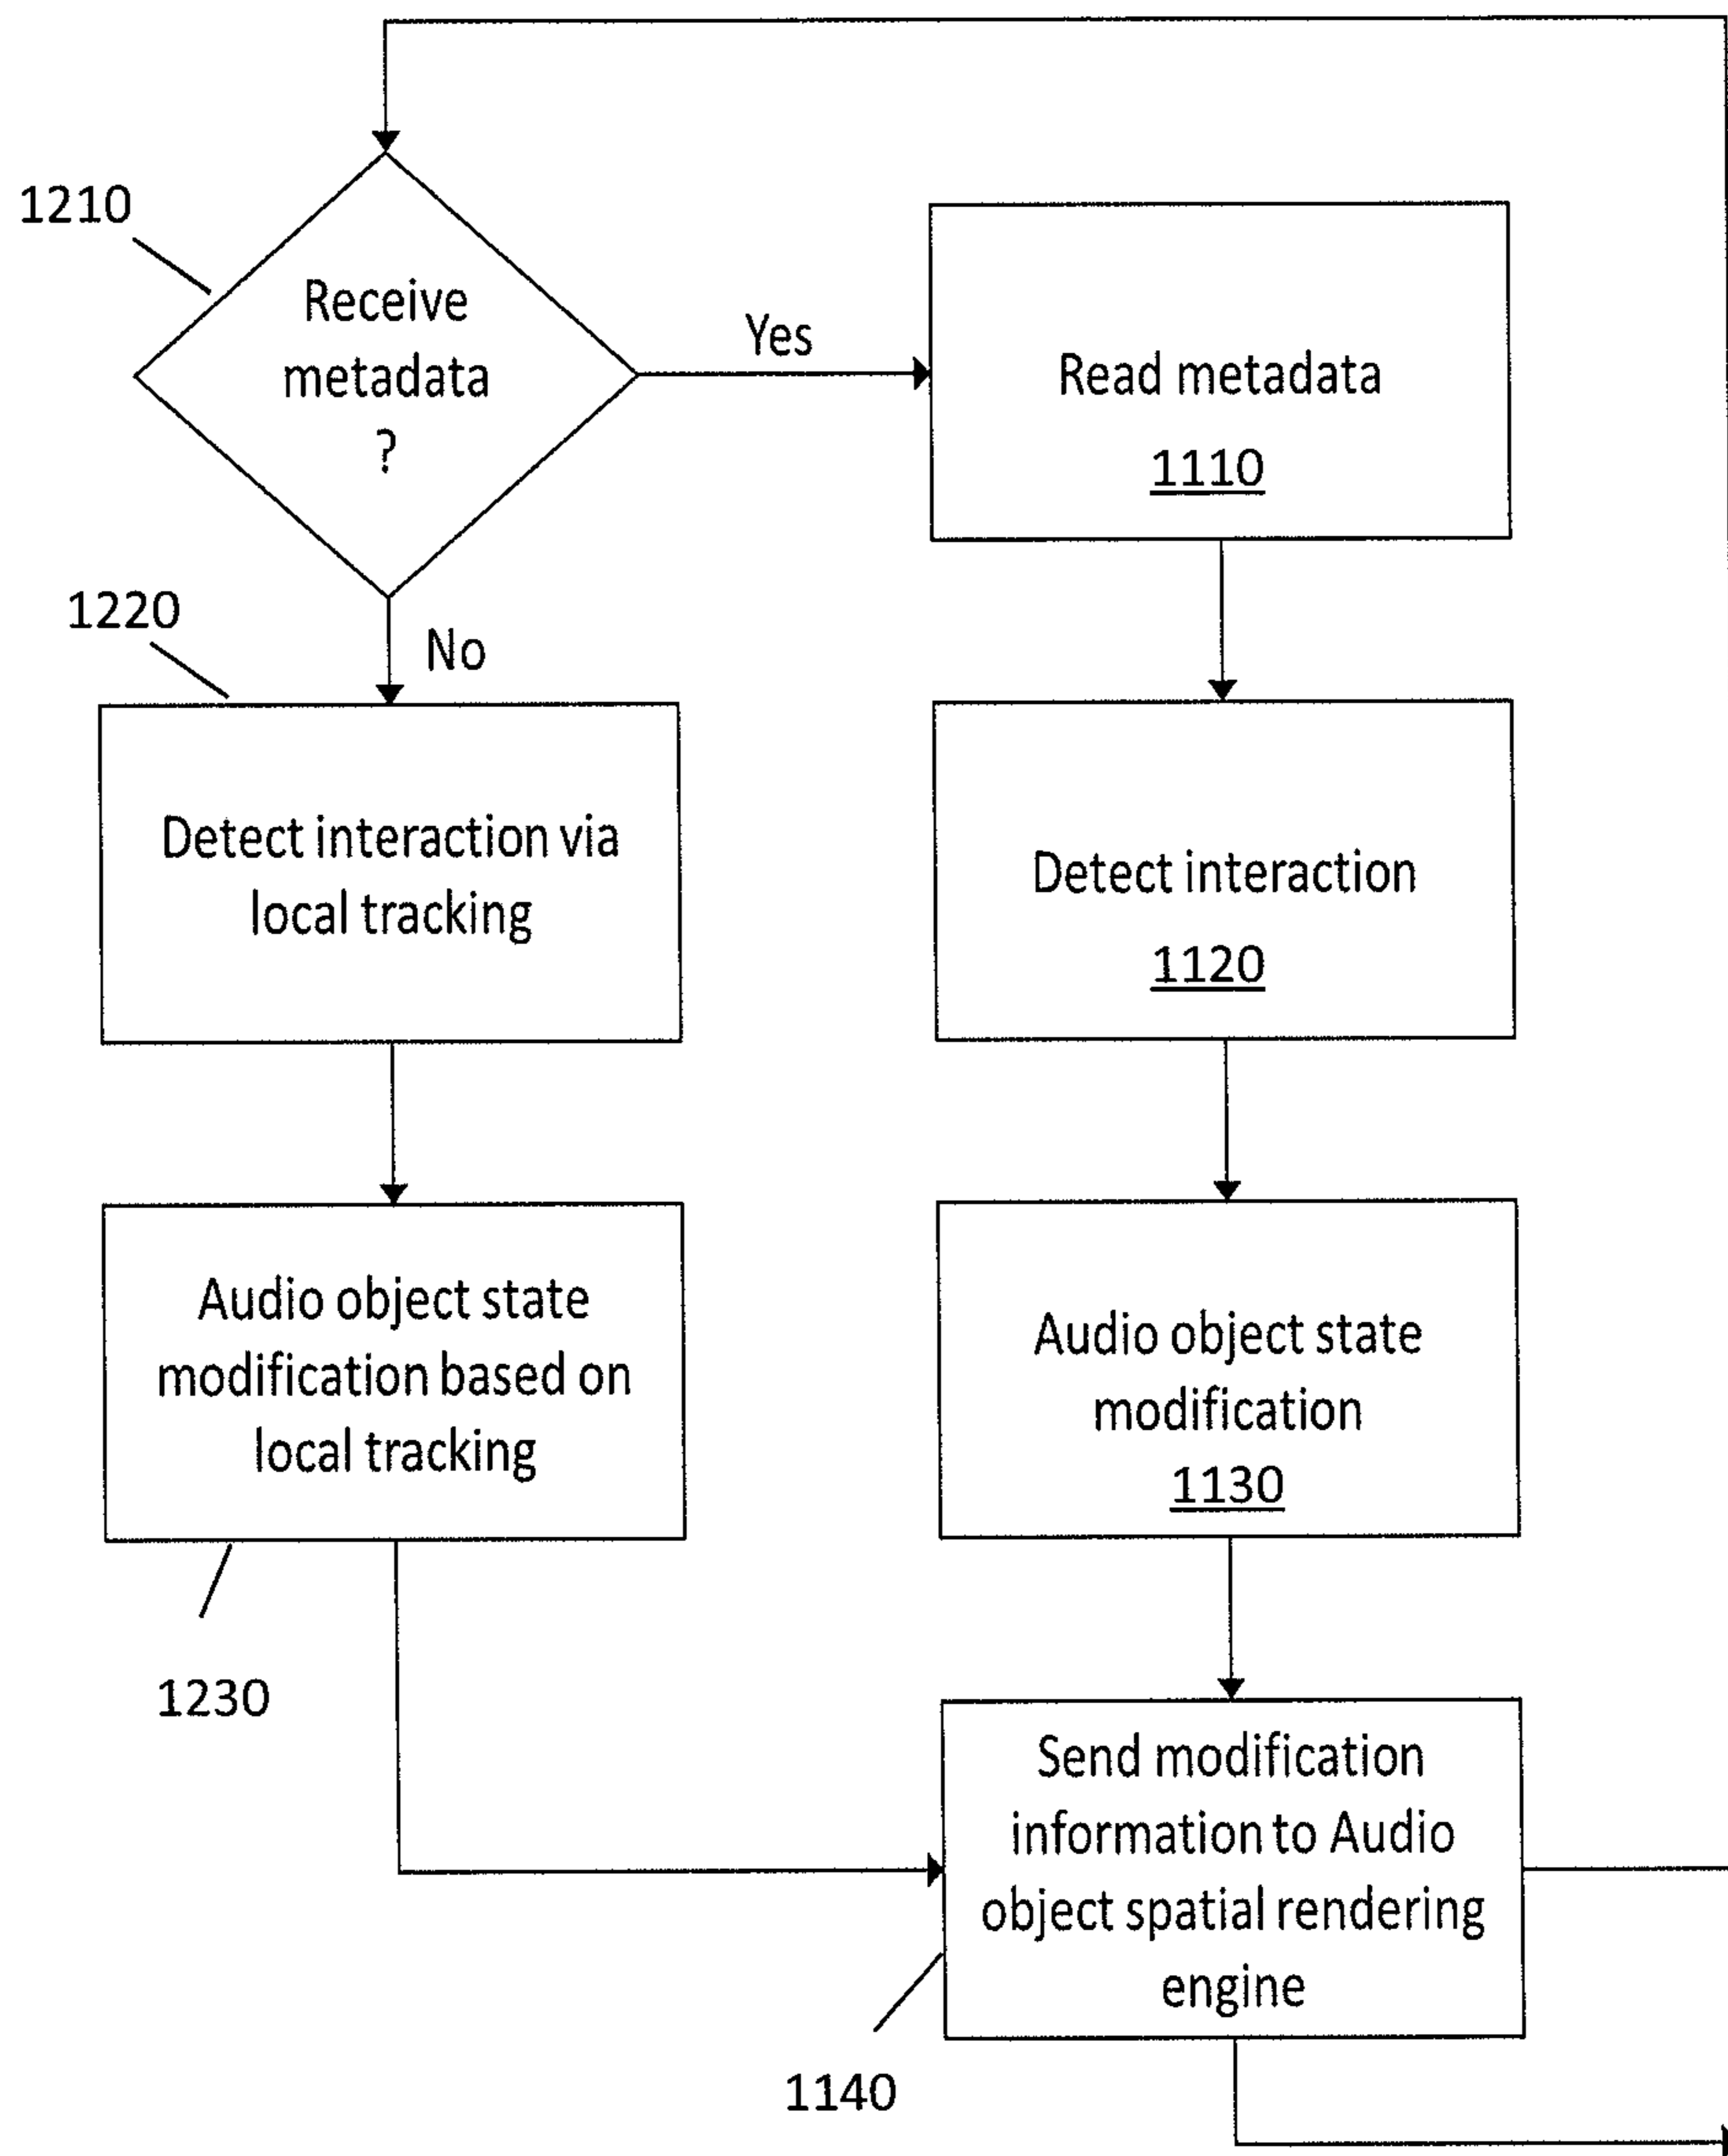 1210
Receive
metadata
?
Yes
Read metadata
1110
1220
No
Detect interaction via
local tracking
Detect interaction
1120
Audio object state
modification based on
local tracking
1230
Audio object state
modification
1130
Send modification
information to Audio
object spatial rendering
engine
1140